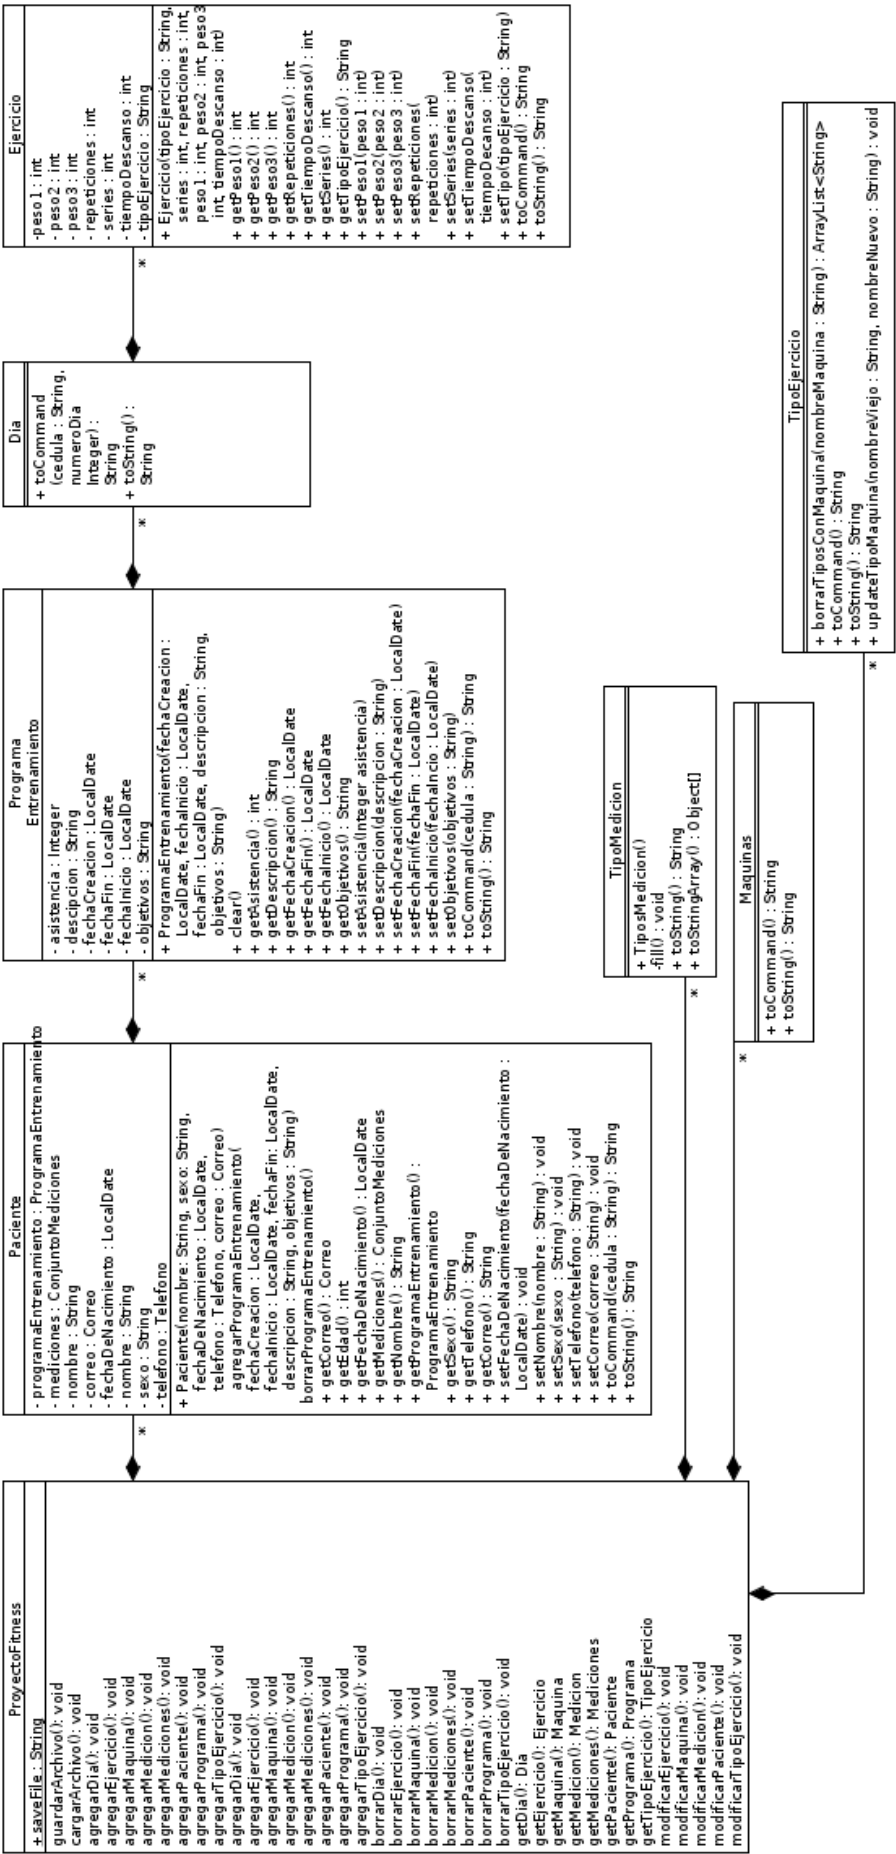 ProyectoFitness
+ saveFile : String
guardarArchivo(): void
cargarArchivo(): void
agregarDia(): void
agregarEjercicio(): void
agregarMaquina(): void
agregarMedicion(): void
agregarMediciones(): void
agregarPaciente(): void
agregarPrograma(): void
agregarTipoEjercicio(): void
agregarDia(): void
agregarEjercicio(): void
agregarMaquina(): void
agregarMedicion(): void
agregarMediciones(): void
agregarPaciente(): void
agregarPrograma(): void
agregarTipoEjercicio(): void
borrarDia(): void
borrarEjercicio(): void
borrarMaquina(): void
borrarMedicion(): void
borrarMediciones(): void
borrarPaciente(): void
borrarPrograma(): void
borrarTipoEjercicio(): void
getDia(): Dia
getEjercicio(): Ejercicio
getMaquina(): Maquina
getMedicion(): Medicion
getMediciones(): Mediciones
getPaciente(): Paciente
getPrograma(): Programa
getTipoEjercicio(): TipoEjercicio
modificarEjercicio(): void
modificarMaquina(): void
modificarMedicion(): void
modificarPaciente(): void
modificarTipoEjercicio(): void
*
Paciente
- programaEntrenamiento : ProgramaEntrenamiento
- mediciones : ConjuntoMediciones
- nombre : String
- correo : Correo
- fechaDeNacimiento : LocalDate
- nombre : String
- sexo : String
- telefono : Telefono
+ Paciente(nombre: String, sexo: String,
fechaDeNacimiento : LocalDate,
telefono : Telefono, correo : Correo)
agregarProgramaEntrenamiento(
fechaCreacion : LocalDate,
fechaInicio : LocalDate, fechaFin: LocalDate,
descripcion : String, objetivos : String)
borrarProgramaEntrenamiento()
+ getCorreo() : Correo
+ getEdad() : int
+ getFechaDeNacimiento() : LocalDate
+ getMediciones() : ConjuntoMediciones
+ getNombre() : String
+ getProgramaEntrenamiento() :
ProgramaEntrenamiento
+ getSexo() : String
+ getTelefono() : String
+ getCorreo() : String
+ setFechaDeNacimiento(fechaDeNacimiento :
LocalDate) : void
+ setNombre(nombre : String) : void
+ setSexo(sexo : String) : void
+ setTelefono(telefono : String) : void
+ setCorreo(correo : String) : void
+ toCommand(cedula : String) : String
+ toString() : String
*
Programa
Entrenamiento
- asistencia : Integer
- descipcion : String
- fechaCreacion : LocalDate
- fechaFin : LocalDate
- fechaInicio : LocalDate
- objetivos : String
+ ProgramaEntrenamiento(fechaCreacion :
LocalDate, fechaInicio : LocalDate,
fechaFin : LocalDate, descripcion : String,
objetivos : String)
+ clear()
+ getAsistencia() : int
+ getDescripcion() : String
+ getFechaCreacion() : LocalDate
+ getFechaFin() : LocalDate
+ getFechaInicio() : LocalDate
+ getObjetivos() : String
+ setAsistencia(Integer asistencia)
+ setDescripcion(descripcion : String)
+ setFechaCreacion(fechaCreacion : LocalDate)
+ setFechaFin(fechaFin : LocalDate)
+ setFechaInicio(fechaIncio : LocalDate)
+ setObjetivos(objetivos : String)
+ toCommand(cedula : String) : String
+ toString() : String
*
Dia
+ toCommand
(cedula : String,
numeroDia
Integer) :
String
+ toString() :
String
*
Ejercicio
-peso1 : int
- peso2 : int
- peso3 : int
- repeticiones : int
- series : int
- tiempoDescanso : int
- tipoEjercicio : String
+ Ejercicio(tipoEjercicio : String,
series : int, repeticiones : int,
peso1 : int, peso2 : int, peso3
int, tiempoDescanso : int)
+ getPeso1() : int
+ getPeso2() : int
+ getPeso3() : int
+ getRepeticiones() : int
+ getTiempoDescanso() : int
+ getSeries() : int
+ getTipoEjercicio() : String
+ setPeso1(peso1 : int)
+ setPeso2(peso2 : int)
+ setPeso3(peso3 : int)
+ setRepeticiones(
repeticiones : int)
+ setSeries(series : int)
+ setTiempoDescanso(
tiempoDecanso : int)
+ setTipo(tipoEjercicio : String)
+ toCommand() : String
+ toString() : String
*
TipoMedicion
+ TiposMedicion()
-fill() : void
+ toString() : String
+ toStringArray() : Object[]
*
Maquinas
+ toCommand() : String
+ toString() : String
*
TipoEjercicio
+ borrarTiposConMaquina(nombreMaquina : String) : ArrayList<String>
+ toCommand() : String
+ toString() : String
+ updateTipoMaquina(nombreViejo : String, nombreNuevo : String) : void
*